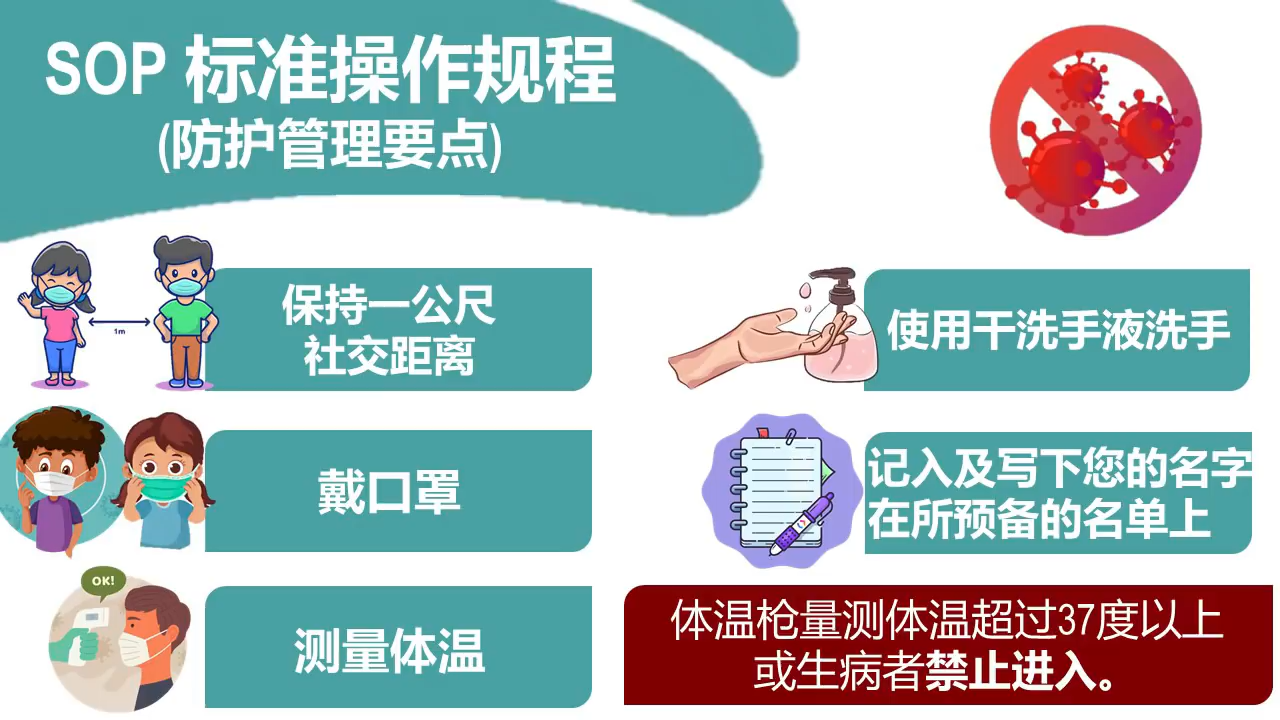 SOP 标准操作规程
(防护管理要点)
1m
保持一公尺
社交距离
使用干洗手液洗手
戴口罩
记入及写下您的名字
在所预备的名单上
OK!
测量体温
体温枪量测体温超过37度以上
或生病者禁止进入。